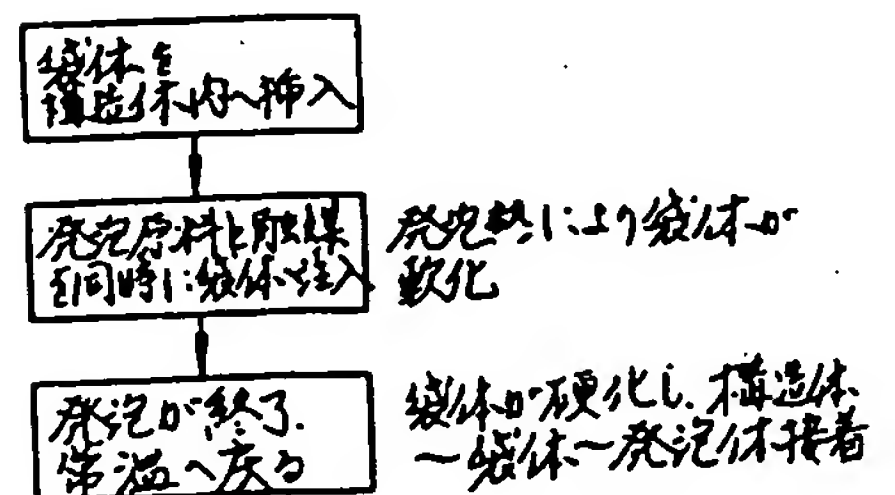 袋体を
構造体内へ挿入
発泡原料と触媒
を同時に袋体へ注入
発泡熱により袋体が
軟化
発泡が終了.
常温へ戻る
袋体が硬化し、構造体
〜袋体〜発泡体接着